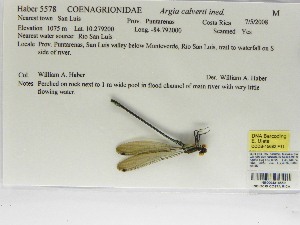 Haber 5578 COENAGRIONIDAE Argia calverti ined. M
Nearest town San Luis Prov. Puntarenas Costa Rica 7/5/2008
Elevation 1075 m Lat. 10.279200 Long. -84.792000 Scanned Yes
Nearest water source: Rio San Luis
Locale Prov. Puntarenas, San Luis valley below Monteverde, Rio San Luis, trail to waterfall on S
side of river.
Col. William A. Haber Det. William A. Haber
Notes Perched on rock next to 1 m wide pool in flood channel of main river with very little
flowing water.
DNA Barcoding